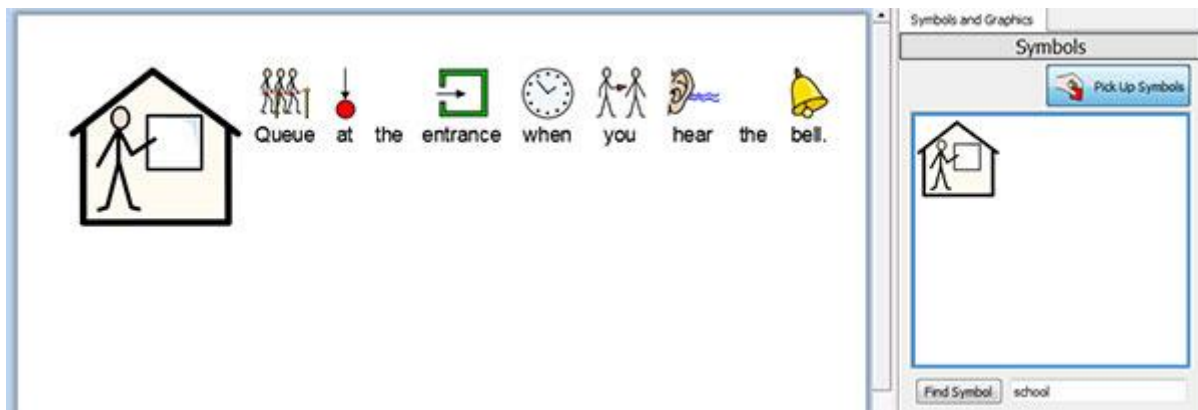 Symbols and Graphics
Symbols
Pick Up Symbols
Queue at the entrance when you hear the bell.
Find Symbol school